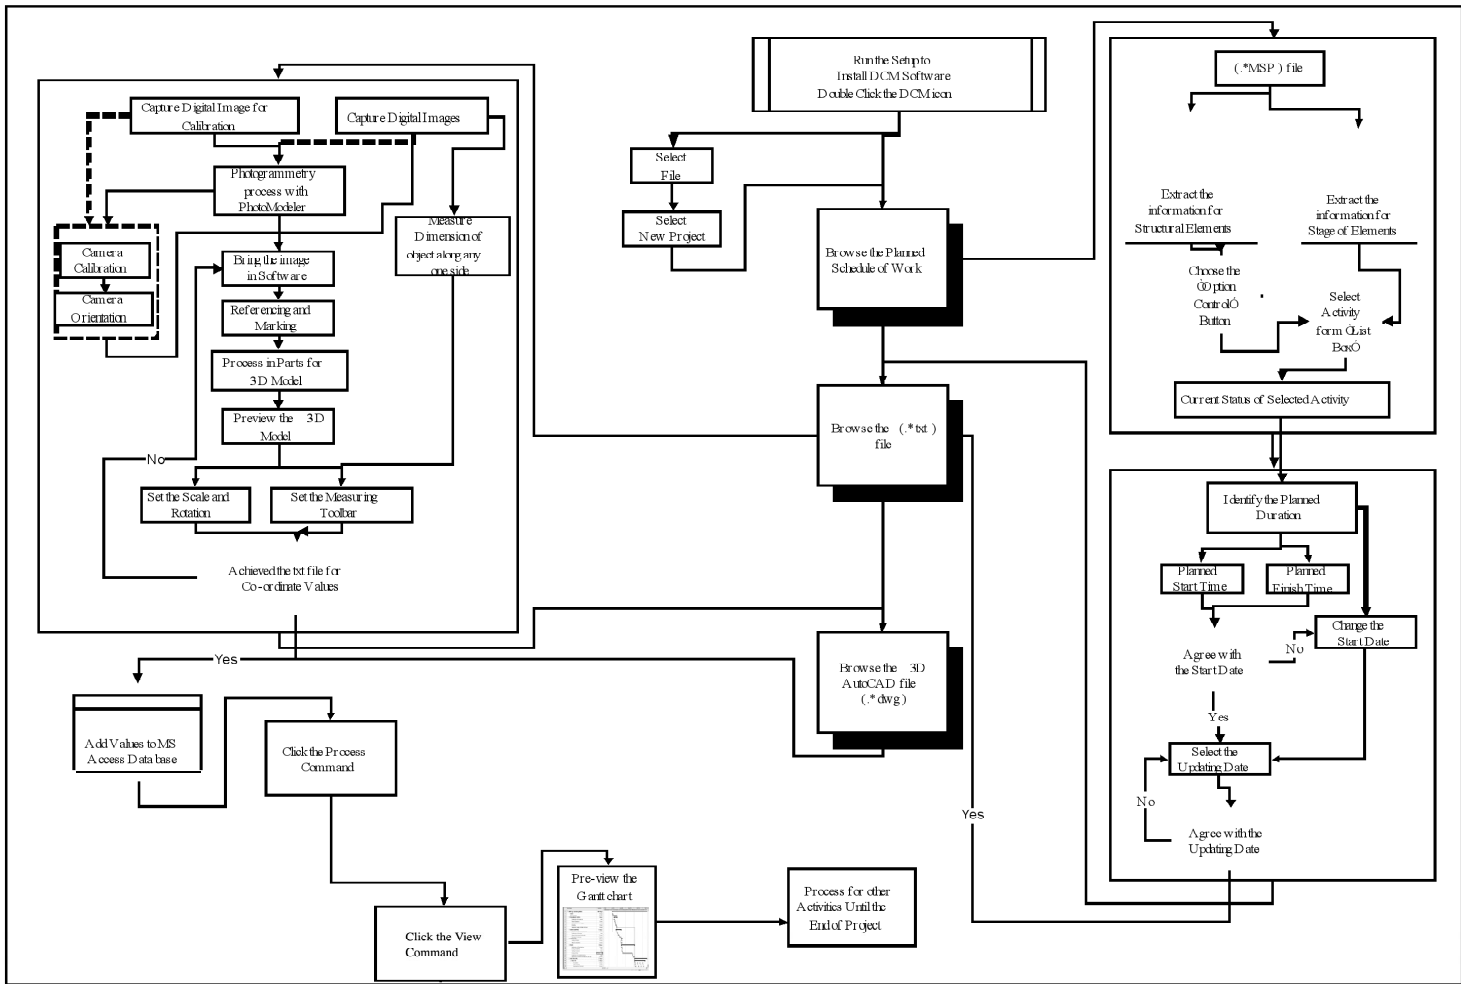 Run the Setup to
Install DCM Software
Double Click the DCM icon
Select
File
Select
New Project
Browse the Planned
Schedule of Work
Browse the (.*txt)
file
Browse the 3D
AutoCAD file
(.*dwg)
Capture Digital Image for
Calibration
Capture Digital Images
Photogrammetry
process with
PhotoModeler
Measure
Dimension of
object along any
one side
Camera
Calibration
Camera
Orientation
Bring the image
in Software
Referencing and
Marking
Process in Parts for
3D Model
Preview the 3D
Model
No
Set the Scale and
Rotation
Set the Measuring
Toolbar
Achieved the txt file for
Co-ordinate Values
Yes
Add Values to MS
Access Database
Click the Process
Command
Click the View
Command
Pre-view the
Gantt chart
Process for other
Activities Until the
End of Project
(.*MSP) file
Extract the
information for
Structural Elements
Extract the
information for
Stage of Elements
Choose the
ÒOption
ControlÓ
Button
Select
Activity
form ÒList
BoxÓ
Current Status of Selected Activity
Identify the Planned
Duration
Planned
Start Time
Planned
Finish Time
Change the
Start Date
Agree with
the Start Date
No
Yes
Select the
Updating Date
No
Agree with the
Updating Date
Yes